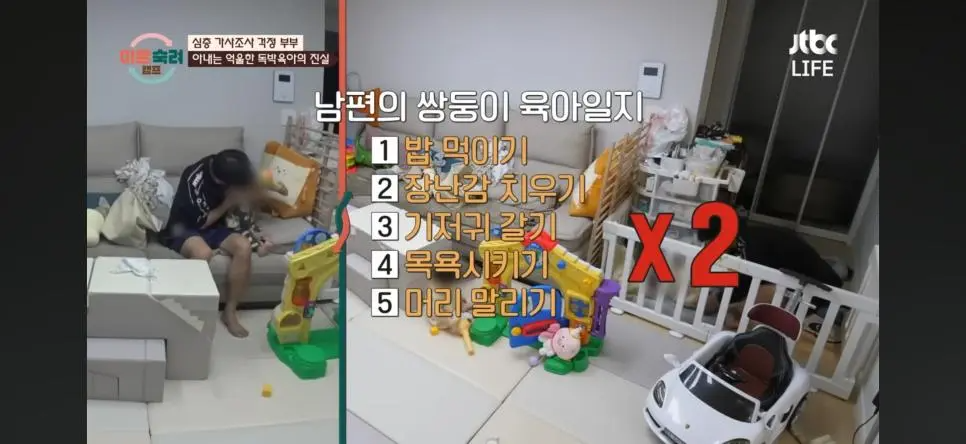 이혼 숙려
캠프
심층 가사조사 걱정 부부
아내는 억울한 독박육아의 진실
jtbc
LIFE
남편의 쌍둥이 육아일지
1 밥 먹이기
2 장난감 치우기
3 기저귀 갈기
4 목욕시키기
5 머리 말리기
X2